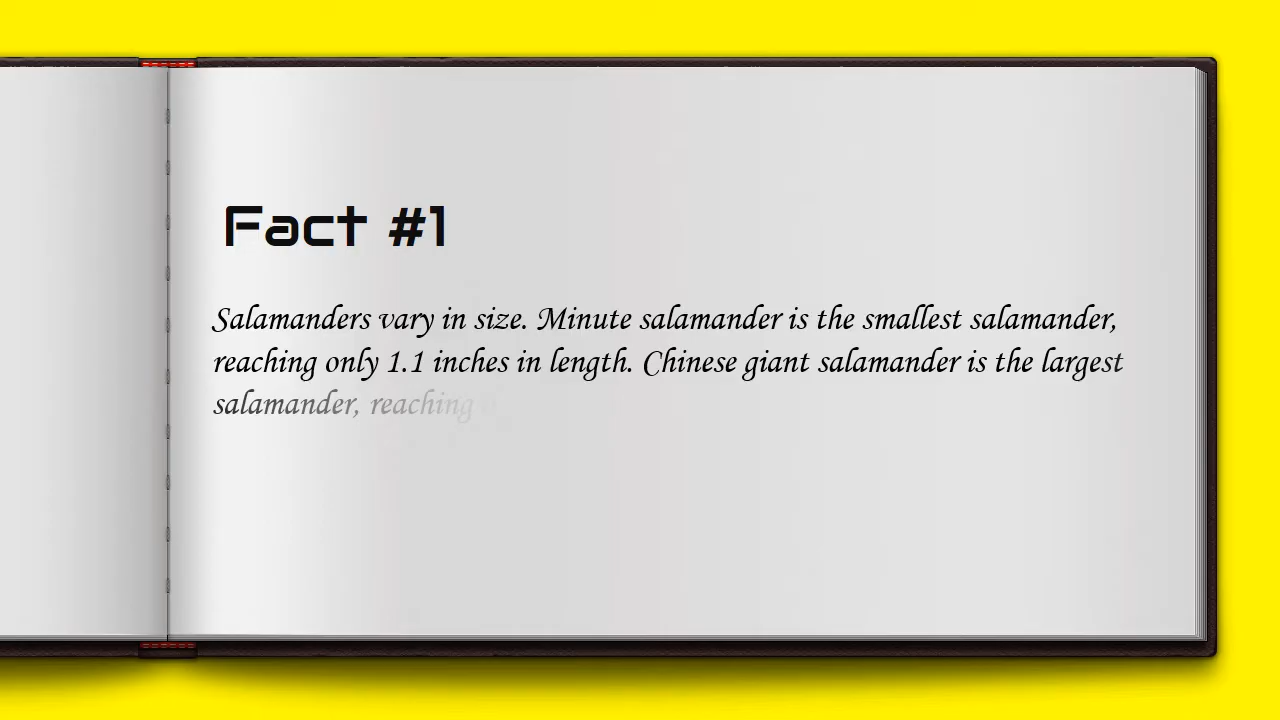 Fact #1
Salamanders vary in size. Minute salamander is the smallest salamander,
reaching only 1.1 inches in length. Chinese giant salamander is the largest
salamander, reaching